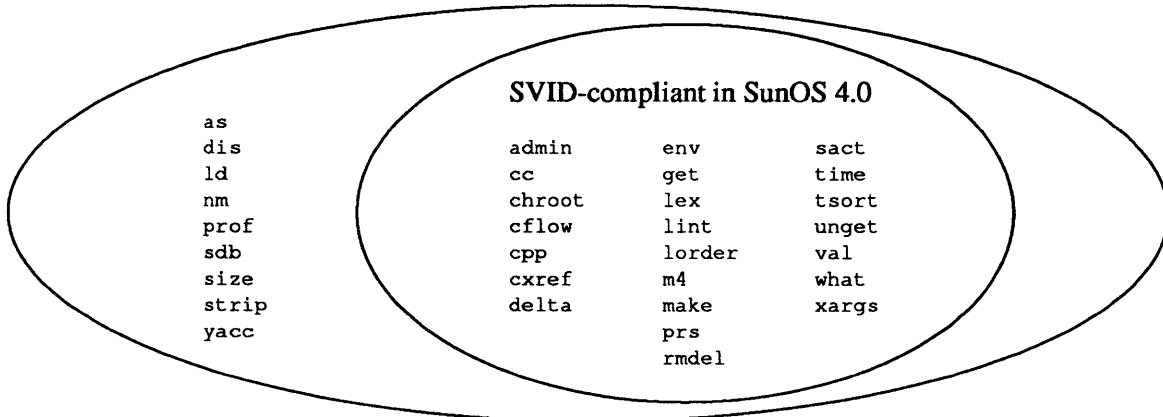 SVID-compliant in SunOS 4.0
as
dis
ld
nm
prof
sdb
size
strip
yacc
admin env sact
cc get time
chroot lex tsort
cflow lint unget
cpp lorder val
cxref m4 what
delta make xargs
prs
rmdel